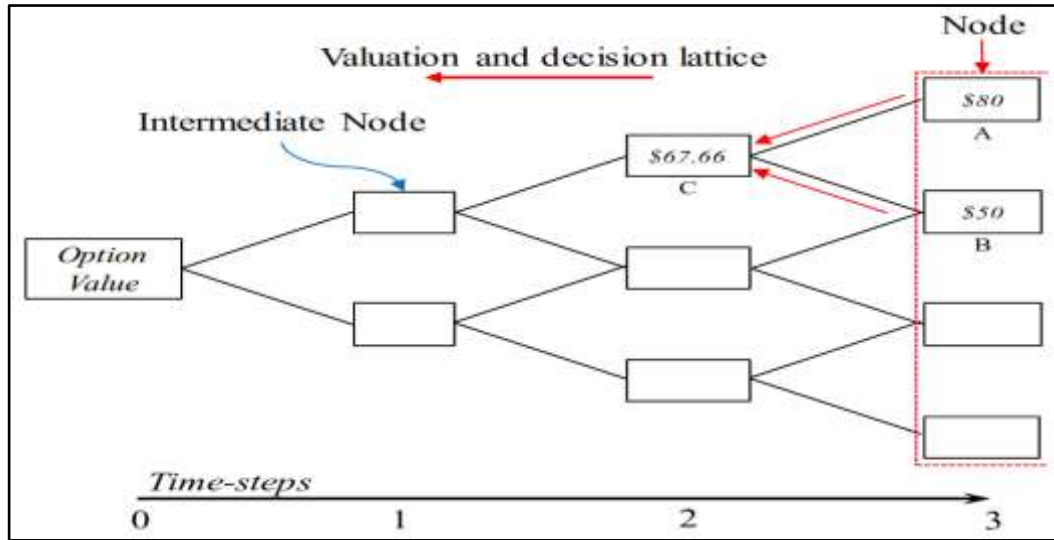 Node
Valuation and decision lattice
$80
A
Intermediate Node
$67.66
C
$50
B
Option
Value
Time-steps
0 1 2 3